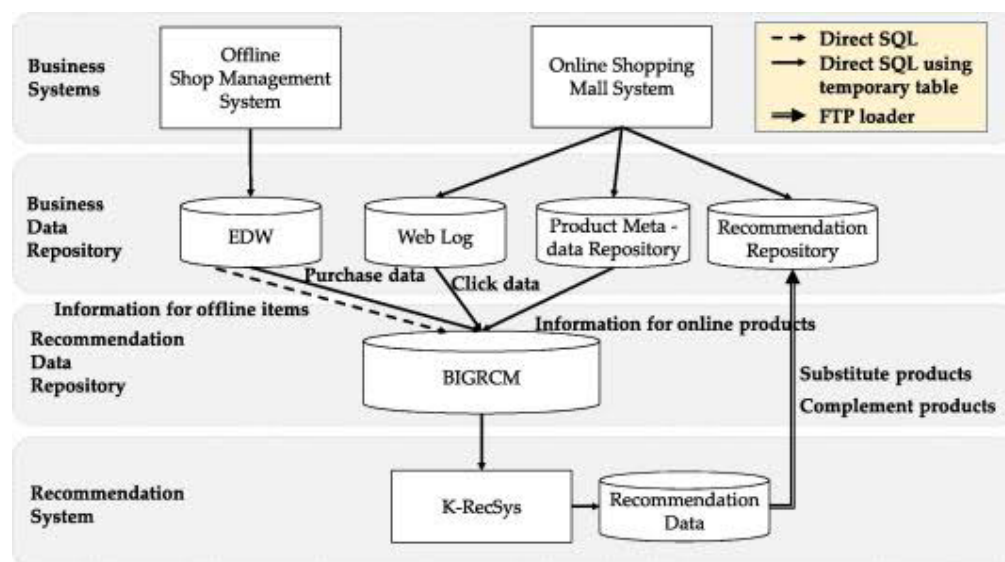 Business
Systems
Offline
Shop Management
System
Online Shopping
Mall System
Direct SQL
Direct SQL using
temporary table
FTP loader
Business
Data
Repository
EDW
Web Log
Product Meta -
data Repository
Recommendation
Repository
Purchase data
Click data
Information for offline items
Information for online products
Recommendation
Data
Repository
BIGRCM
Substitute products
Complement products
Recommendation
System
K-RecSys
Recommendation
Data